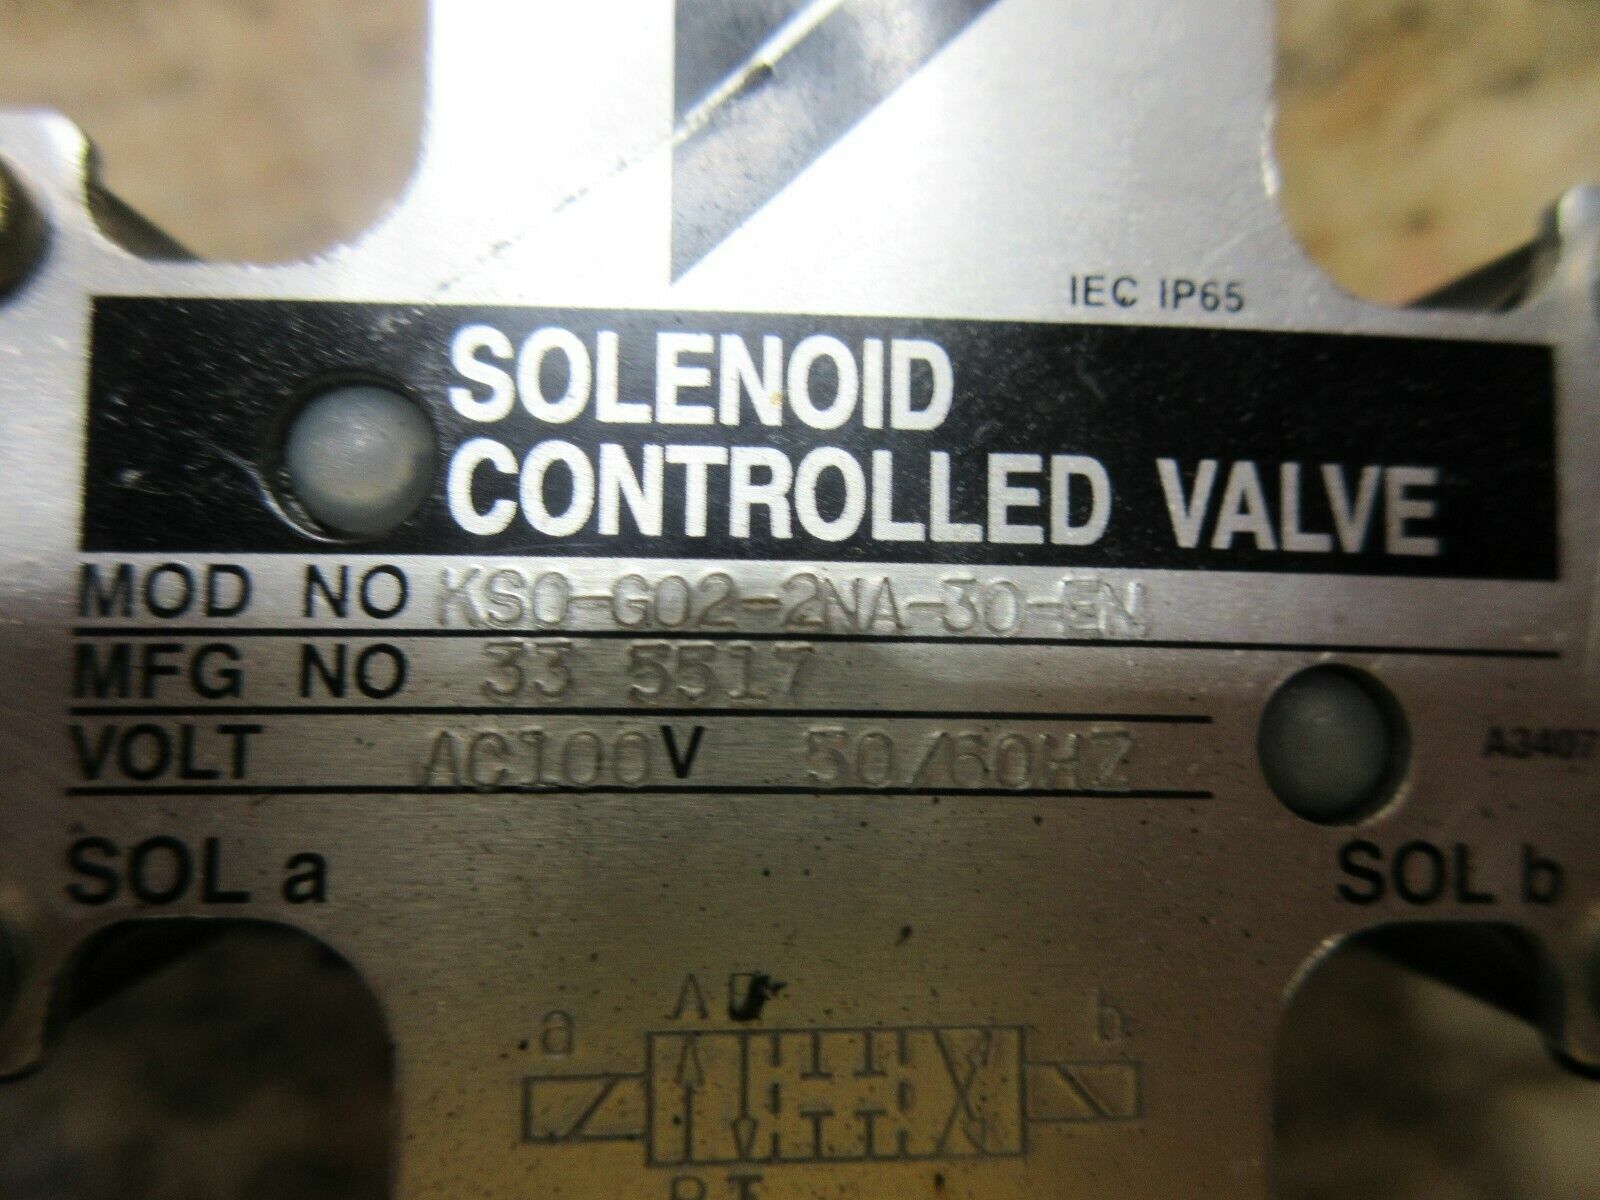 IEC IP65
SOLENOID
CONTROLLED VALVE
MOD NO KSO-G02-2NA-30-EN
MFG NO 33 5517
VOLT AC100V 50/60HZ
A3407
SOL a
SOL b
A
a
b